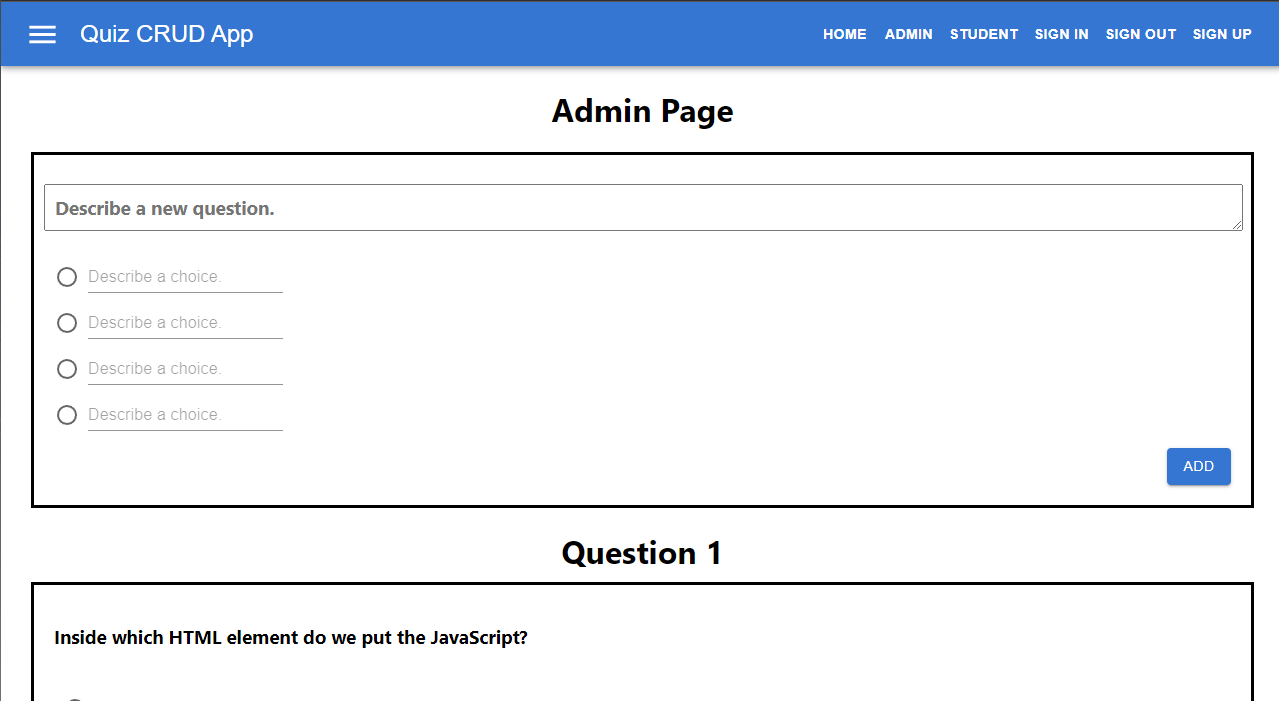 Quiz CRUD App HOME ADMIN STUDENT SIGN IN SIGN OUT SIGN UP
Admin Page
Describe a new question.
Describe a choice.
Describe a choice.
Describe a choice.
Describe a choice.
ADD
Question 1
Inside which HTML element do we put the JavaScript?